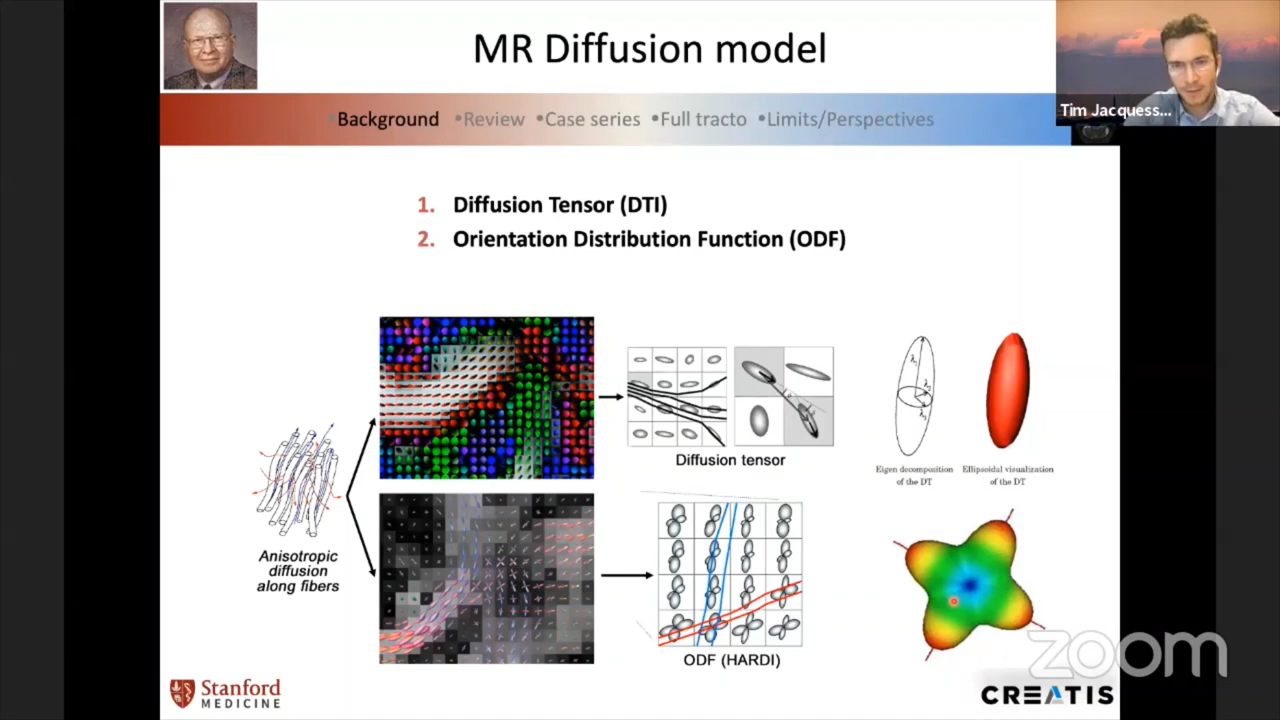 MR Diffusion model
Tim Jacquess...
•Background •Review •Case series •Full tracto •Limits/Perspectives
1. Diffusion Tensor (DTI)
2. Orientation Distribution Function (ODF)
Diffusion tensor
Eigen decomposition
of the DT
Ellipsoidal visualization
of the DT
Anisotropic
diffusion
along fibers
ODF (HARDI)
zoom
Stanford
MEDICINE
CREATIS